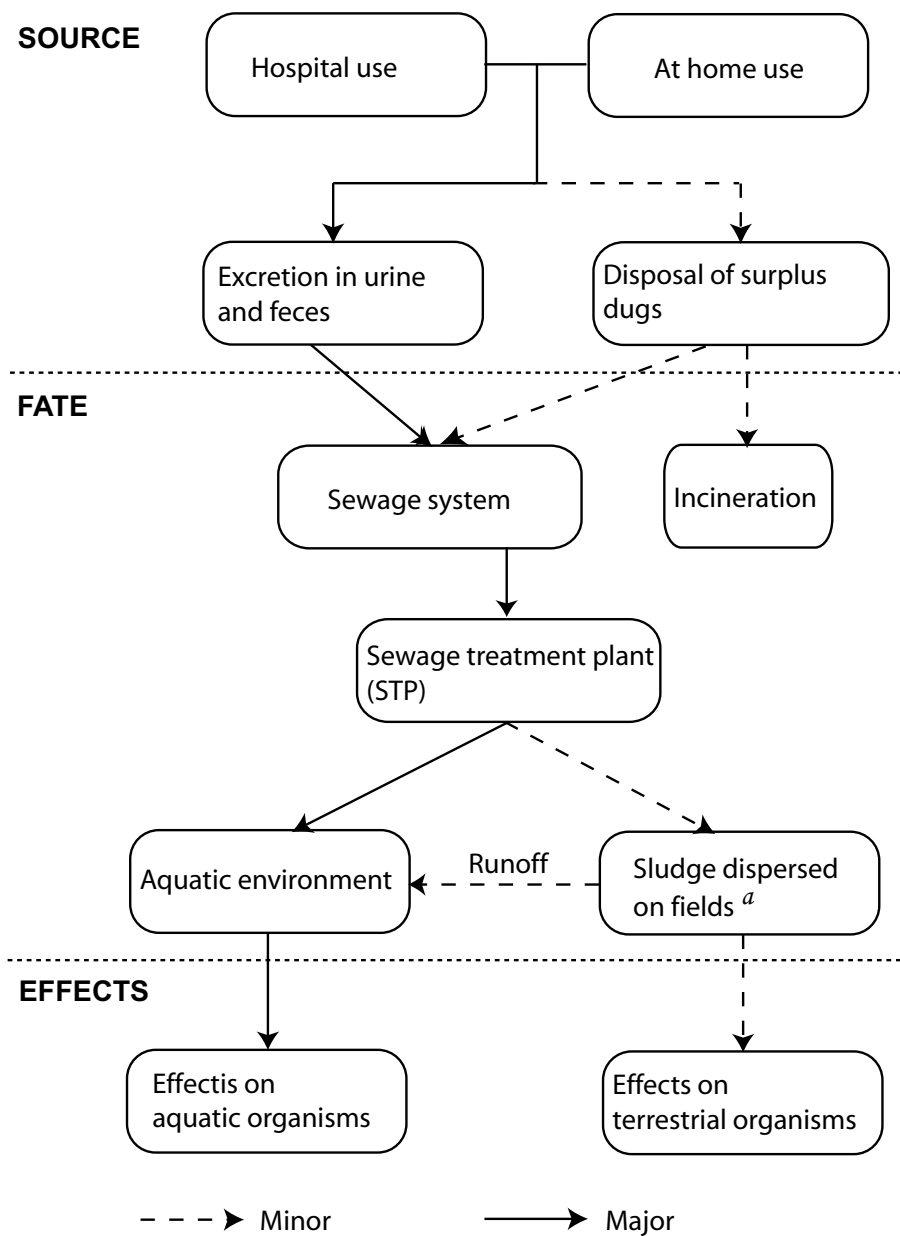 SOURCE
Hospital use
At home use
Excretion in urine
and feces
Disposal of surplus
dugs
FATE
Sewage system
Incineration
Sewage treatment plant
(STP)
Aquatic environment
Runoff
Sludge dispersed
on fields a
EFFECTS
Effectis on
aquatic organisms
Effects on
terrestrial organisms
Minor
Major